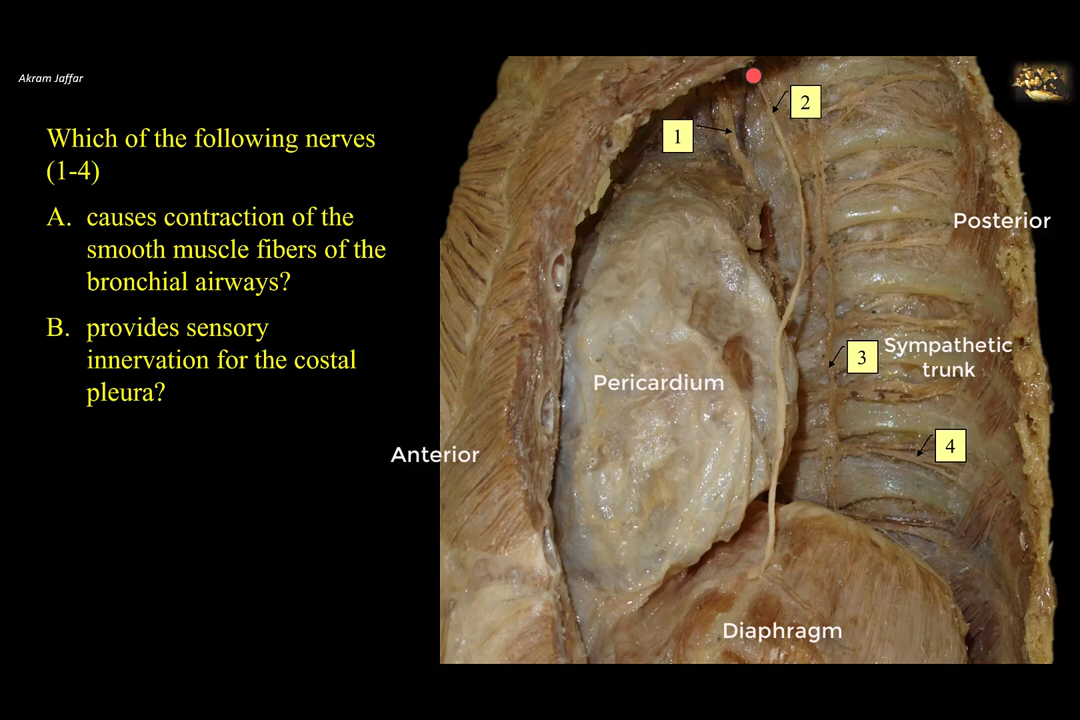 Akram Jaffar
Which of the following nerves
(1-4)
A. causes contraction of the
smooth muscle fibers of the
bronchial airways?
B. provides sensory
innervation for the costal
pleura?
1
2
Posterior
3
Sympathetic
trunk
Pericardium
4
Anterior
Diaphragm